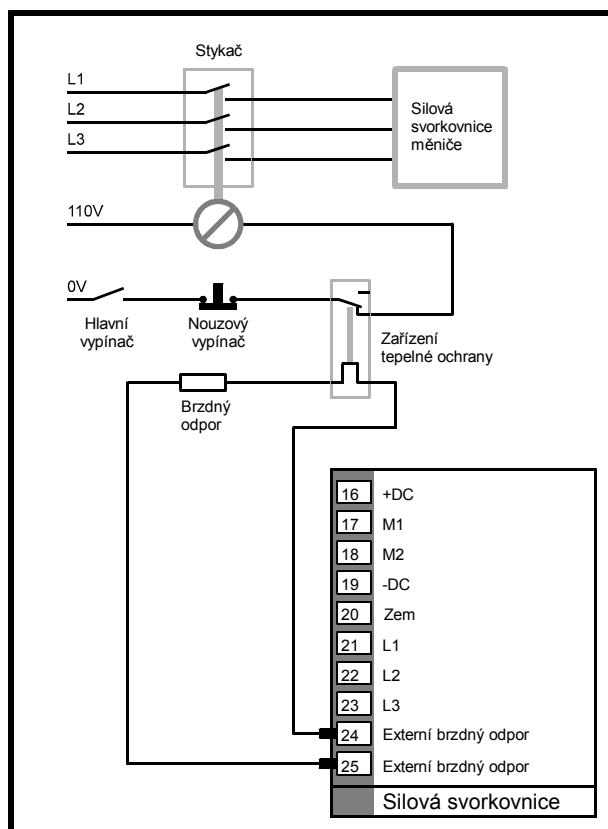 Stykač
L1
L2
L3
Silová
svorkovnice
měniče
110V
0V
Hlavní
vypínač
Nouzový
vypínač
Zařízení
tepelné ochrany
Brzdný
odpor
16 +DC
17 M1
18 M2
19 -DC
20 Zem
21 L1
22 L2
23 L3
24 Externí brzdný odpor
25 Externí brzdný odpor
Silová svorkovnice